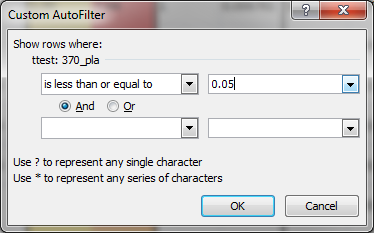 Custom AutoFilter
Show rows where:
ttest: 370_pla
is less than or equal to 0.05
And Or
Use ? to represent any single character
Use * to represent any series of characters
OK Cancel